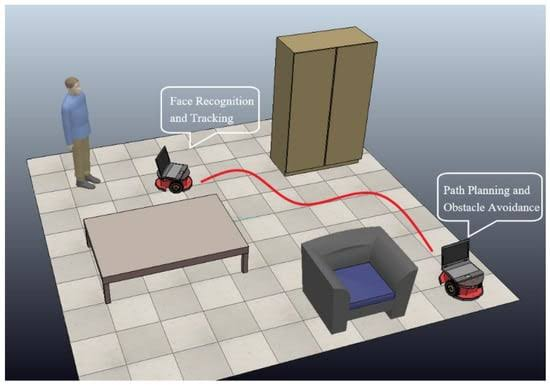 Face Recognition
and Tracking
Path Planning and
Obstacle Avoidance